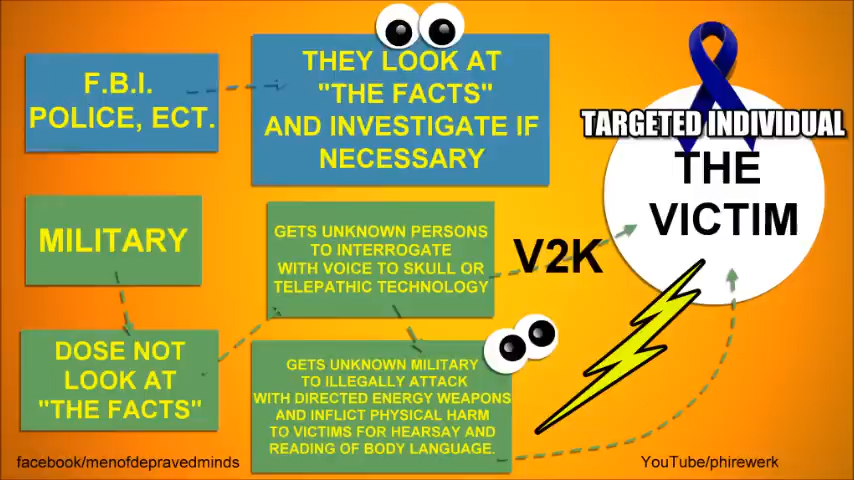 F.B.I.
POLICE, ECT.
THEY LOOK AT
"THE FACTS"
AND INVESTIGATE IF
NECESSARY
TARGETED INDIVIDUAL
THE
VICTIM
MILITARY
GETS UNKNOWN PERSONS
TO INTERROGATE
WITH VOICE TO SKULL OR
TELEPATHIC TECHNOLOGY
V2K
DOSE NOT
LOOK AT
"THE FACTS"
GETS UNKNOWN MILITARY
TO ILLEGALLY ATTACK
WITH DIRECTED ENERGY WEAPONS
AND INFLICT PHYSICAL HARM
TO VICTIMS FOR HEARSAY AND
READING OF BODY LANGUAGE.
facebook/menofdepravedminds
YouTube/phirewerk